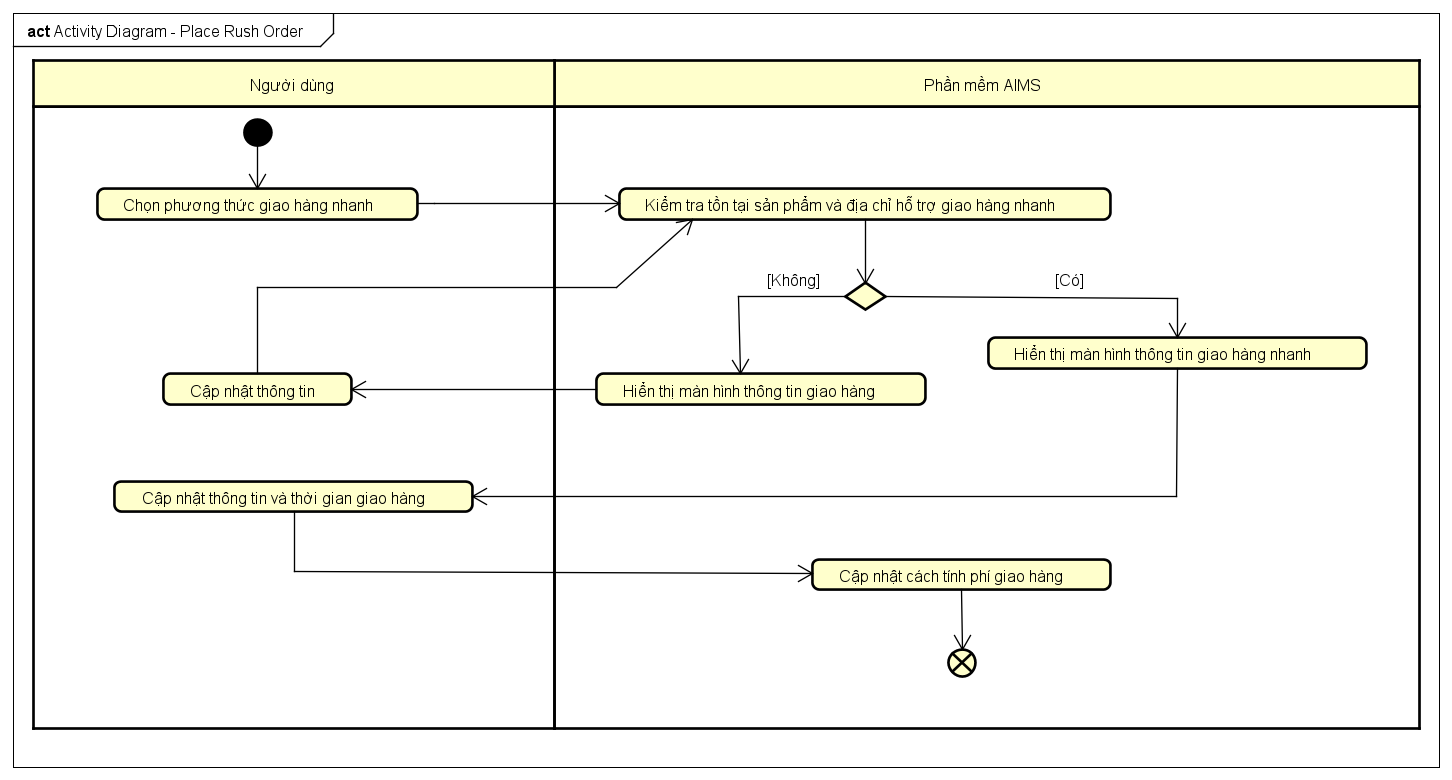 act Activity Diagram - Place Rush Order
Người dùng
Phần mềm AIMS
Chọn phương thức giao hàng nhanh
Kiểm tra tồn tại sản phẩm và địa chỉ hỗ trợ giao hàng nhanh
[Không]
[Có]
Hiển thị màn hình thông tin giao hàng nhanh
Cập nhật thông tin
Hiển thị màn hình thông tin giao hàng
Cập nhật thông tin và thời gian giao hàng
Cập nhật cách tính phí giao hàng